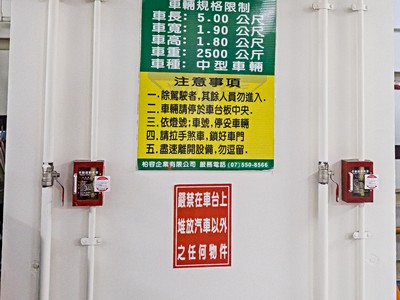 車輛規格限制
車長: 5.00 公尺
車寬: 1.90 公尺
車高: 1.80 公尺
車重: 2500 公斤
車種: 中型車輛
注意事項
一.除駕駛者,其餘人員勿進入.
二.車輛請停於車台板中央.
三.依燈號;車號,停妥車輛
四.請拉手煞車,鎖好車門
五.盡速離開設備,勿逗留.
柏容企業有限公司 服務電話(07)550-8566
嚴禁在車台上
堆放汽車以外
之任何物件